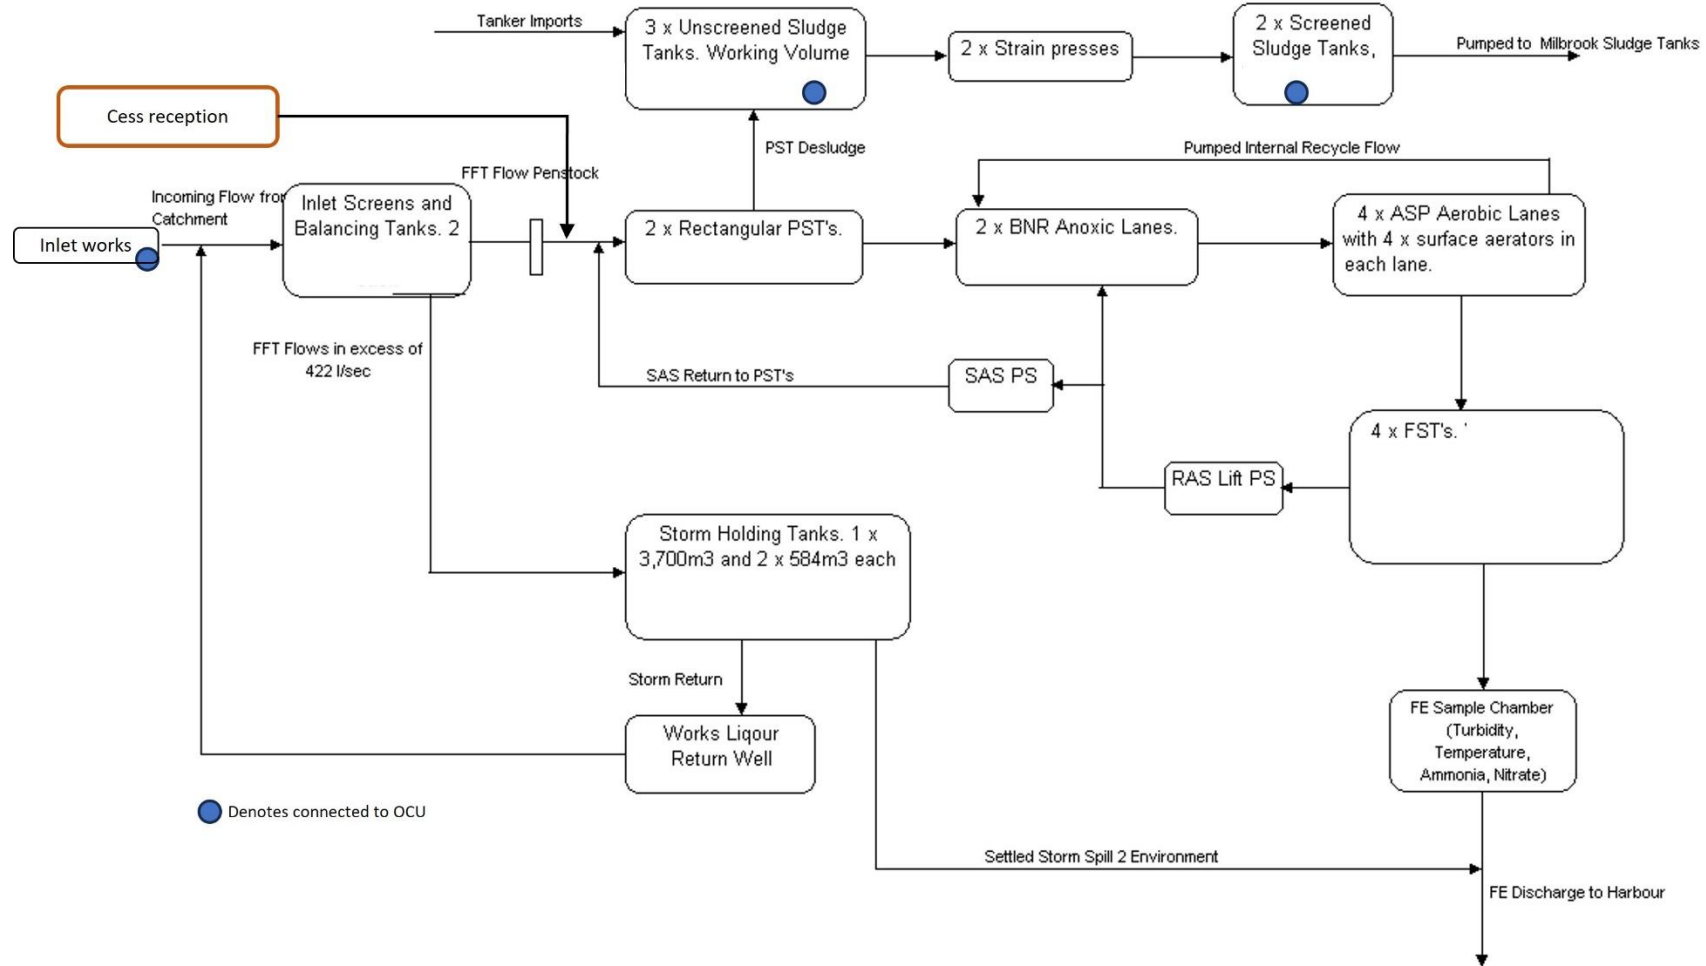 Tanker Imports
3 x Unscreened Sludge
Tanks. Working Volume
2 x Strain presses
2 x Screened
Sludge Tanks,
Pumped to Milbrook Sludge Tanks
Cess reception
PST Desludge
Pumped Internal Recycle Flow
FFT Flow Penstock
Incoming Flow from
Catchment
Inlet works
Inlet Screens and
Balancing Tanks. 2
2 x Rectangular PST's.
2 x BNR Anoxic Lanes.
4 x ASP Aerobic Lanes
with 4 x surface aerators in
each lane.
FFT Flows in excess of
422 l/sec
SAS Return to PST's
SAS PS
4 x FST's. '
RAS Lift PS
Storm Holding Tanks. 1 x
3,700m3 and 2 x 584m3 each
Storm Return
Works Liqour
Return Well
FE Sample Chamber
(Turbidity,
Temperature,
Ammonia, Nitrate)
Denotes connected to OCU
Settled Storm Spill 2 Environment
FE Discharge to Harbour